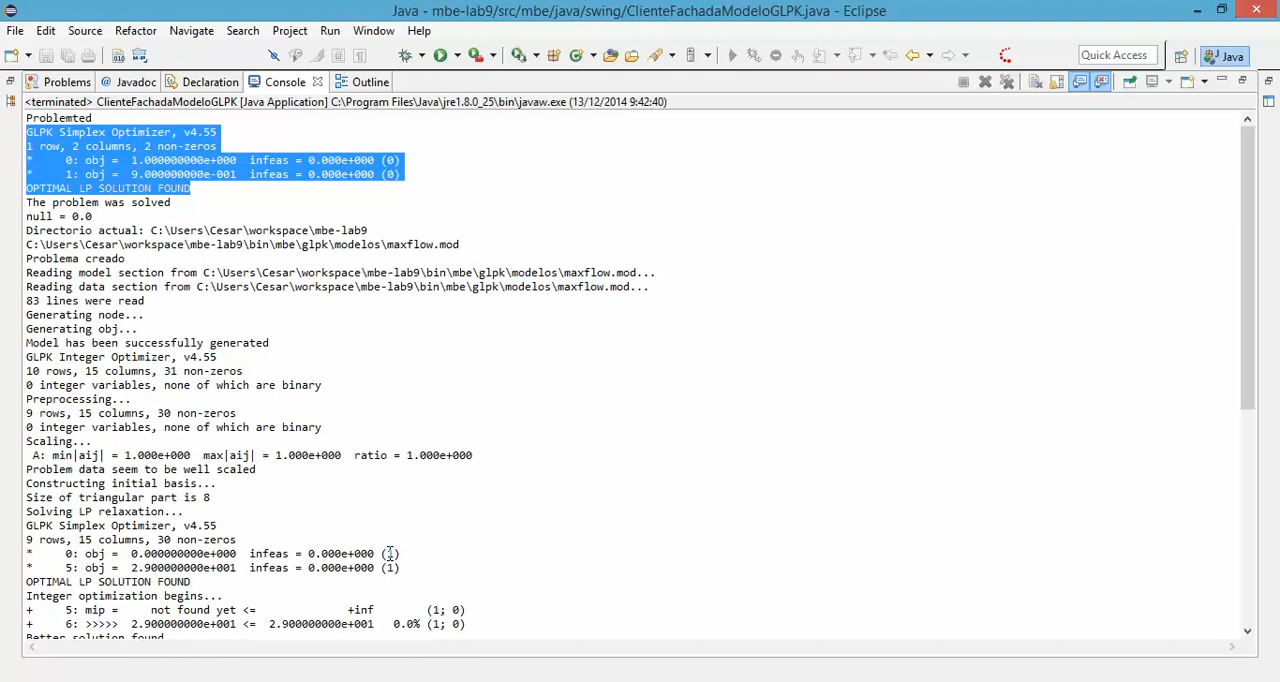 Java - mbe-lab9/src/mbe/java/swing/ClienteFachadaModeloGLPK.java - Eclipse
File Edit Source Refactor Navigate Search Project Run Window Help
Quick Access Java
Problems @ Javadoc Declaration Console Outline
<terminated> ClienteFachadaModeloGLPK [Java Application] C:\Program Files\Java\jre1.8.0_25\bin\javaw.exe (13/12/2014 9:42:40)
Problemted
GLPK Simplex Optimizer, v4.55
1 row, 2 columns, 2 non-zeros
*     0: obj =   1.000000000e+000  infeas = 0.000e+000 (0)
*     1: obj =   9.000000000e-001  infeas = 0.000e+000 (0)
OPTIMAL LP SOLUTION FOUND
The problem was solved
null = 0.0
Directorio actual: C:\Users\Cesar\workspace\mbe-lab9
C:\Users\Cesar\workspace\mbe-lab9\bin\mbe\glpk\modelos\maxflow.mod
Problema creado
Reading model section from C:\Users\Cesar\workspace\mbe-lab9\bin\mbe\glpk\modelos\maxflow.mod...
Reading data section from C:\Users\Cesar\workspace\mbe-lab9\bin\mbe\glpk\modelos\maxflow.mod...
83 lines were read
Generating node...
Generating obj...
Model has been successfully generated
GLPK Integer Optimizer, v4.55
10 rows, 15 columns, 31 non-zeros
0 integer variables, none of which are binary
Preprocessing...
9 rows, 15 columns, 30 non-zeros
0 integer variables, none of which are binary
Scaling...
A: min|aij| = 1.000e+000  max|aij| = 1.000e+000  ratio = 1.000e+000
Problem data seem to be well scaled
Constructing initial basis...
Size of triangular part is 8
Solving LP relaxation...
GLPK Simplex Optimizer, v4.55
9 rows, 15 columns, 30 non-zeros
*     0: obj =   0.000000000e+000  infeas = 0.000e+000 (1)
*     5: obj =   2.900000000e+001  infeas = 0.000e+000 (1)
OPTIMAL LP SOLUTION FOUND
Integer optimization begins...
+     5: mip =     not found yet <=              +inf        (1; 0)
+     6: >>>>>   2.900000000e+001 <=   2.900000000e+001   0.0% (1; 0)
Better solution found